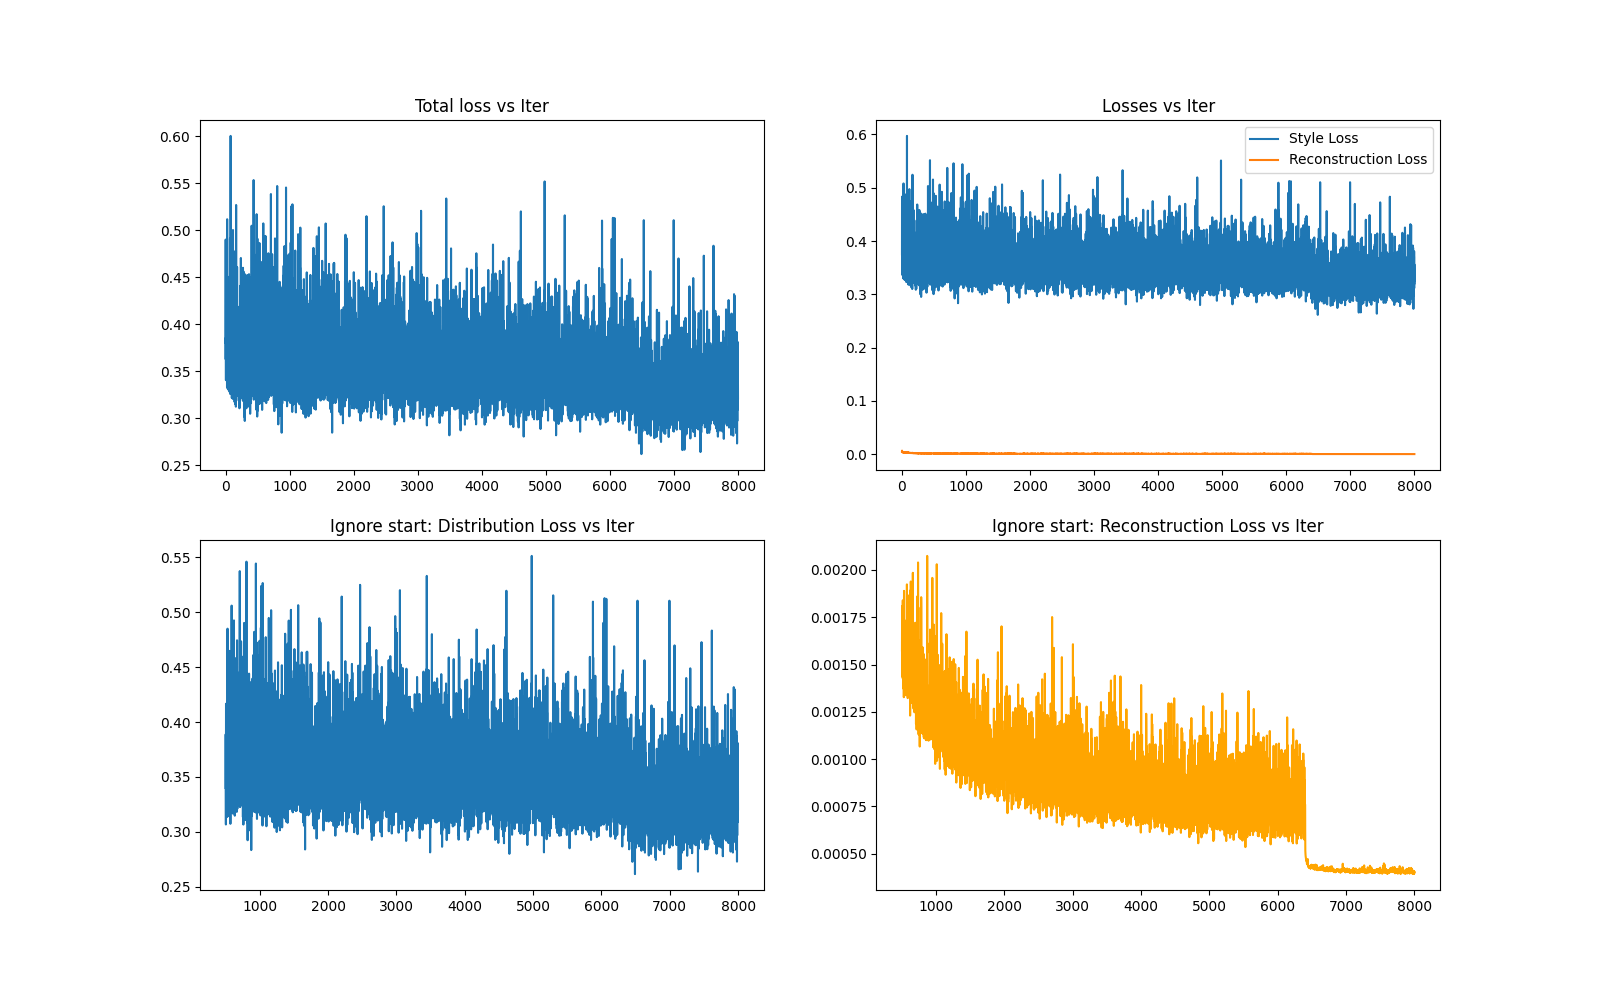 Total loss vs Iter
0.60
0.55
0.50
0.45
0.40
0.35
0.30
0.25
0 1000 2000 3000 4000 5000 6000 7000 8000
Losses vs Iter
Style Loss
Reconstruction Loss
0.6
0.5
0.4
0.3
0.2
0.1
0.0
0 1000 2000 3000 4000 5000 6000 7000 8000
Ignore start: Distribution Loss vs Iter
0.55
0.50
0.45
0.40
0.35
0.30
0.25
1000 2000 3000 4000 5000 6000 7000 8000
Ignore start: Reconstruction Loss vs Iter
0.00200
0.00175
0.00150
0.00125
0.00100
0.00075
0.00050
1000 2000 3000 4000 5000 6000 7000 8000